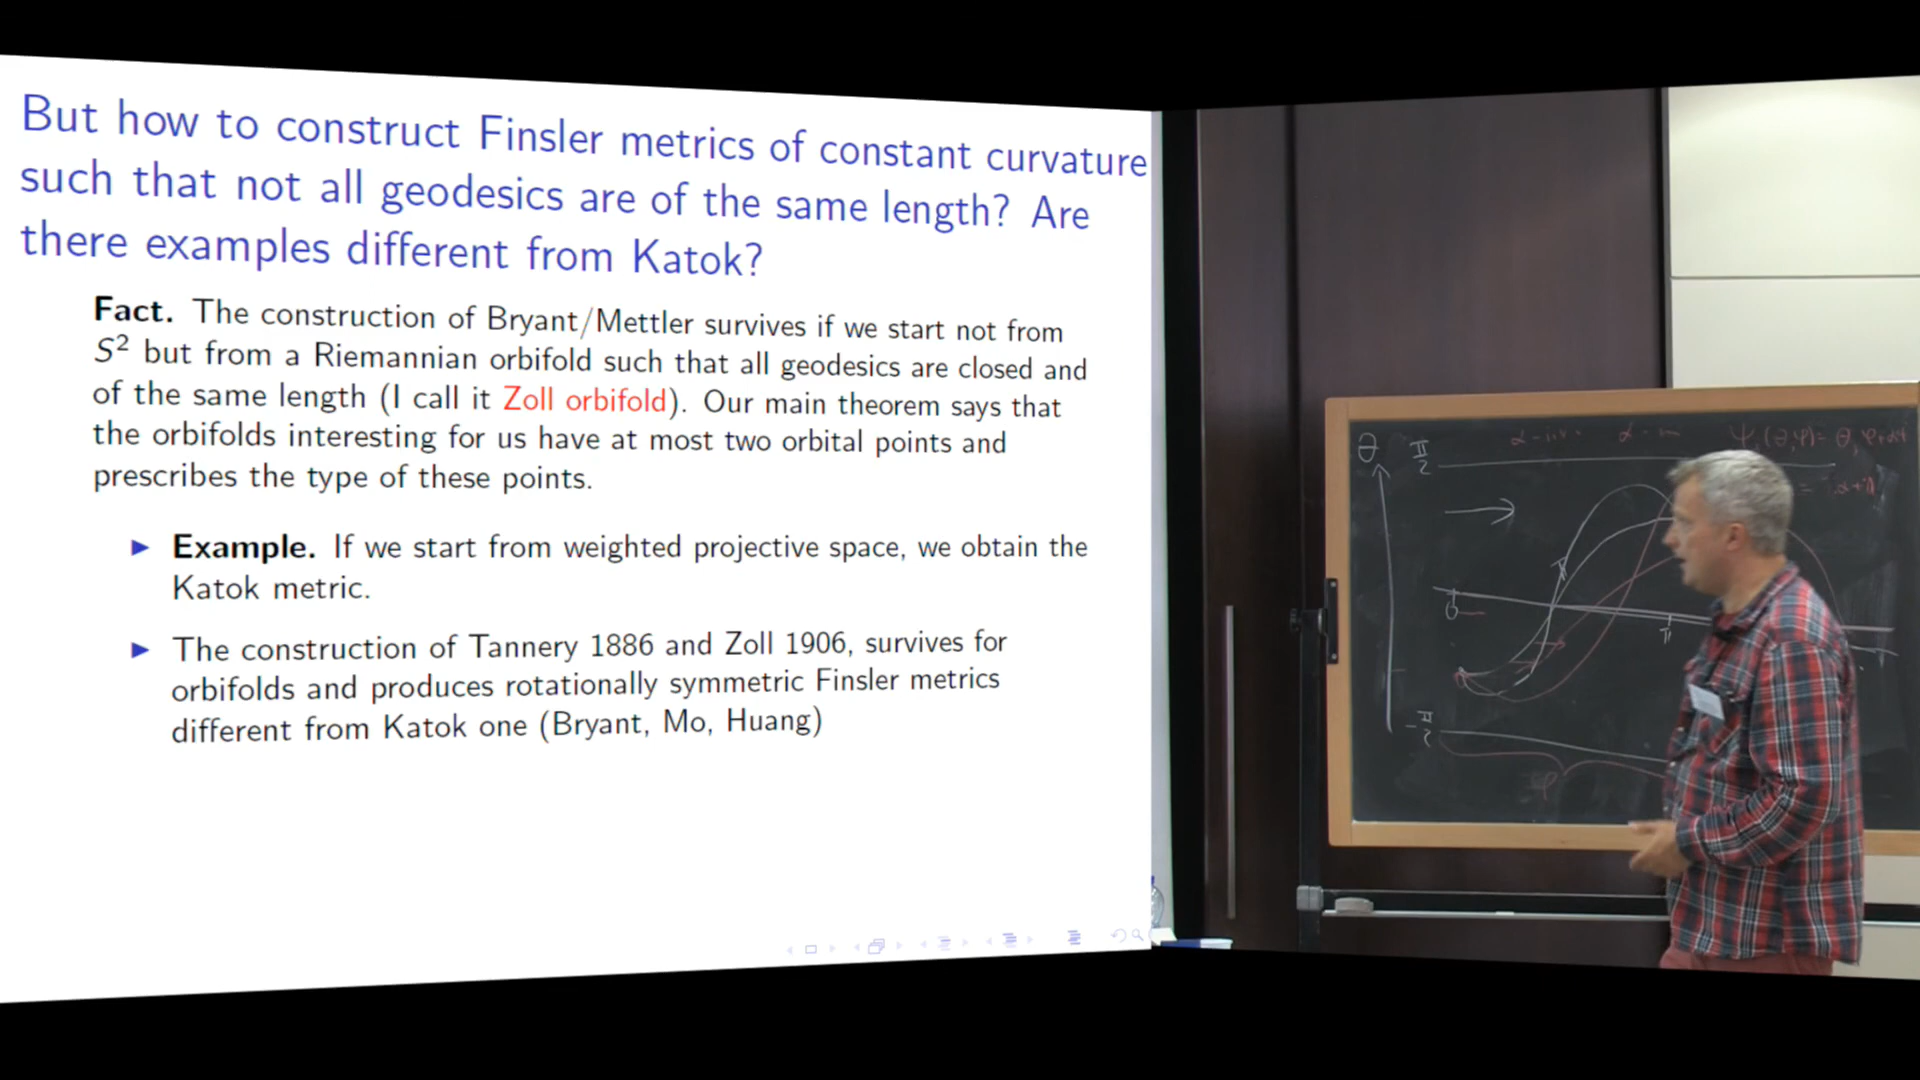 But how to construct Finsler metrics of constant curvature
such that not all geodesics are of the same length? Are
there examples different from Katok?
Fact. The construction of Bryant/Mettler survives if we start not from
S² but from a Riemannian orbifold such that all geodesics are closed and
of the same length (I call it Zoll orbifold). Our main theorem says that
the orbifolds interesting for us have at most two orbital points and
prescribes the type of these points.
▶ Example. If we start from weighted projective space, we obtain the
Katok metric.
▶ The construction of Tannery 1886 and Zoll 1906, survives for
orbifolds and produces rotationally symmetric Finsler metrics
different from Katok one (Bryant, Mo, Huang)
θ π/2
0
π
-π/2
φ